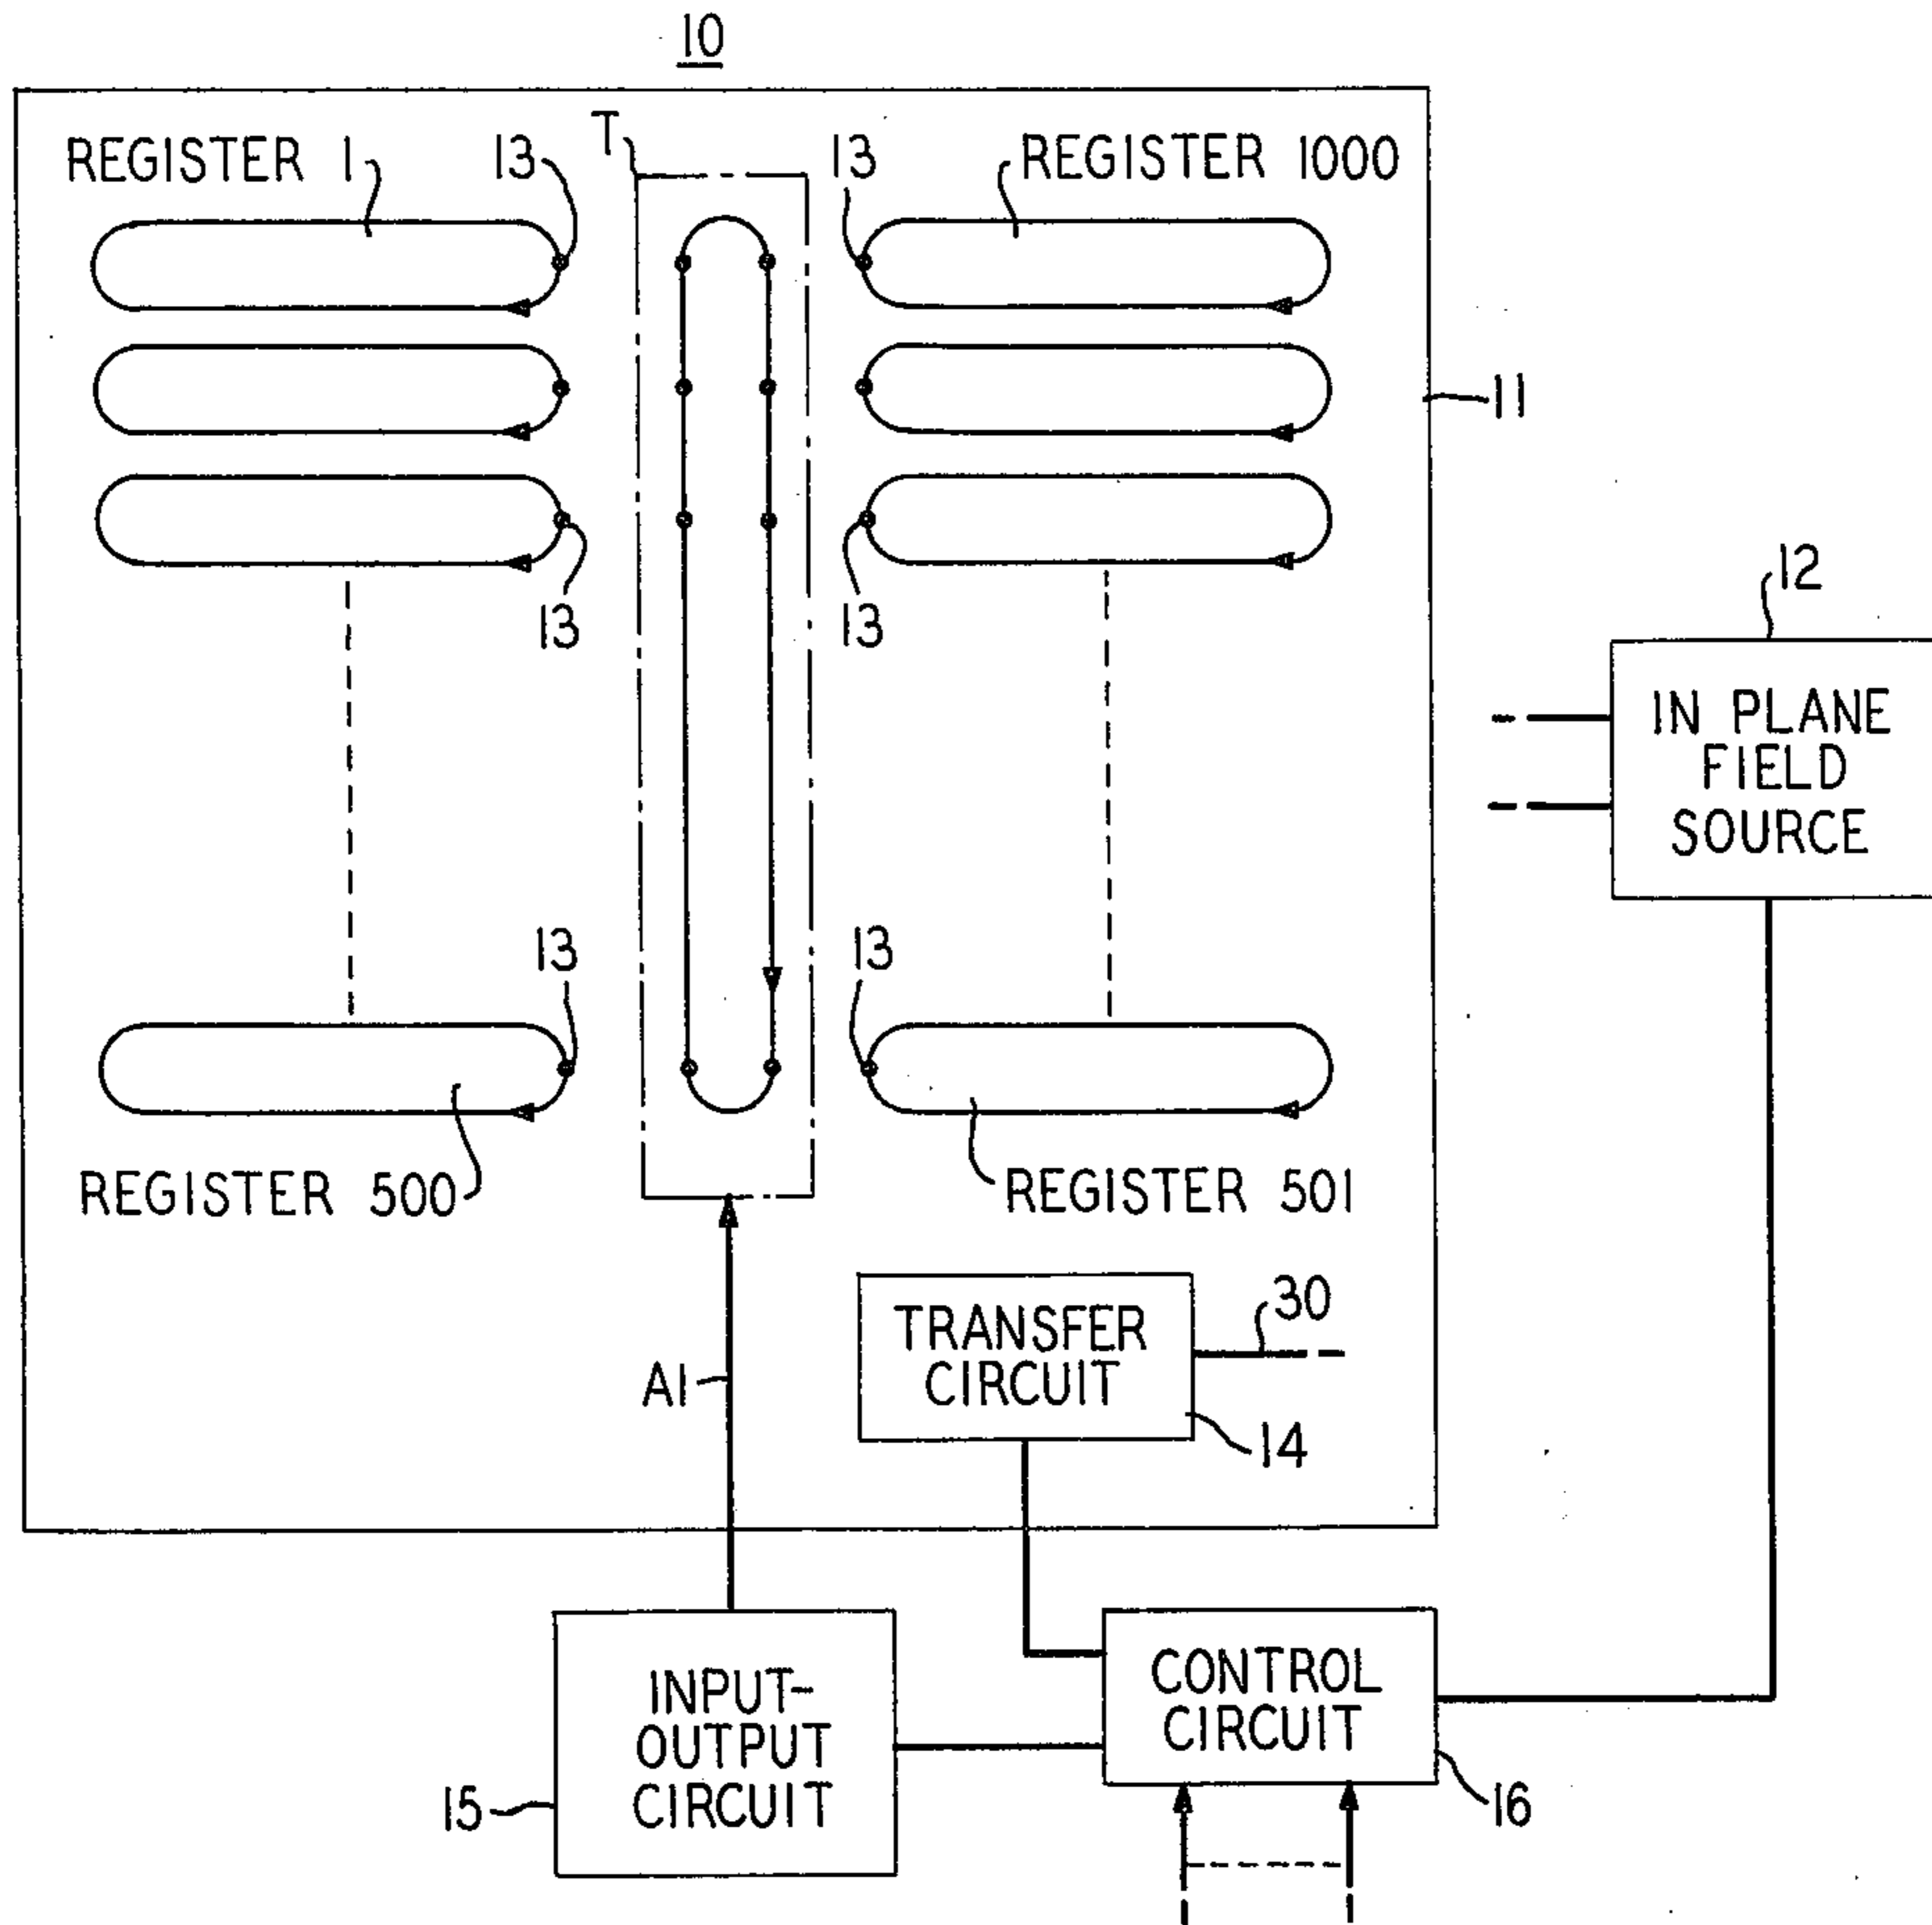 10
REGISTER 1
13
T
13
REGISTER 1000
11
13
13
12
IN PLANE
FIELD
SOURCE
13
13
REGISTER 500
REGISTER 501
TRANSFER
CIRCUIT
30
A1
14
INPUT-
OUTPUT
CIRCUIT
15
CONTROL
CIRCUIT
16